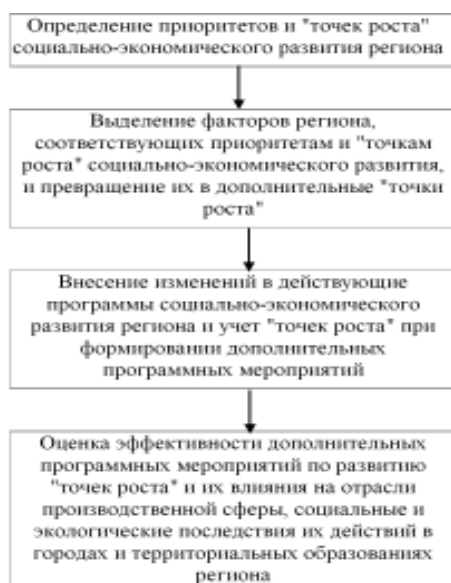 Определение приоритетов и "точек роста"
социально-экономического развития региона
Выделение факторов региона,
соответствующих приоритетам и "точкам
роста" социально-экономического развития,
и превращение их в дополнительные "точки
роста"
Внесение изменений в действующие
программы социально-экономического
развития региона и учет "точек роста" при
формировании дополнительных
программных мероприятий
Оценка эффективности дополнительных
программных мероприятий по развитию
"точек роста" и их влияния на отрасли
производственной сферы, социальные и
экологические последствия их действий в
городах и территориальных образованиях
региона